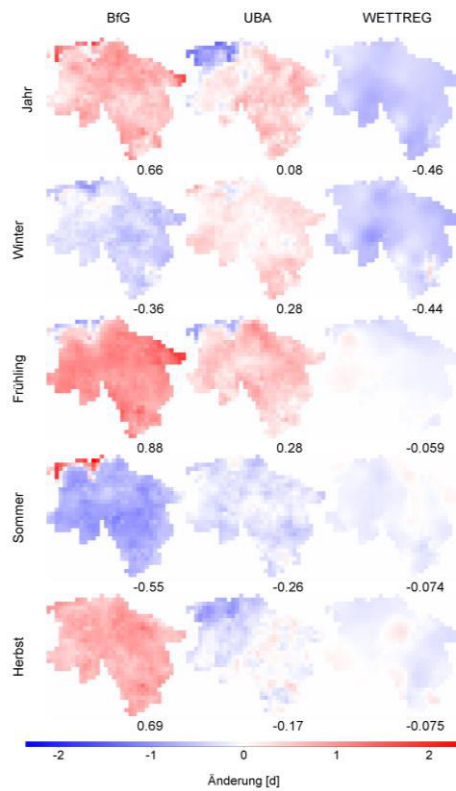 BfG UBA WETTREG
Jahr
0.66 0.08 -0.46
Winter
-0.36 0.28 -0.44
Frühling
0.88 0.28 -0.059
Sommer
-0.55 -0.26 -0.074
Herbst
0.69 -0.17 -0.075
-2 -1 0 1 2
Änderung [d]